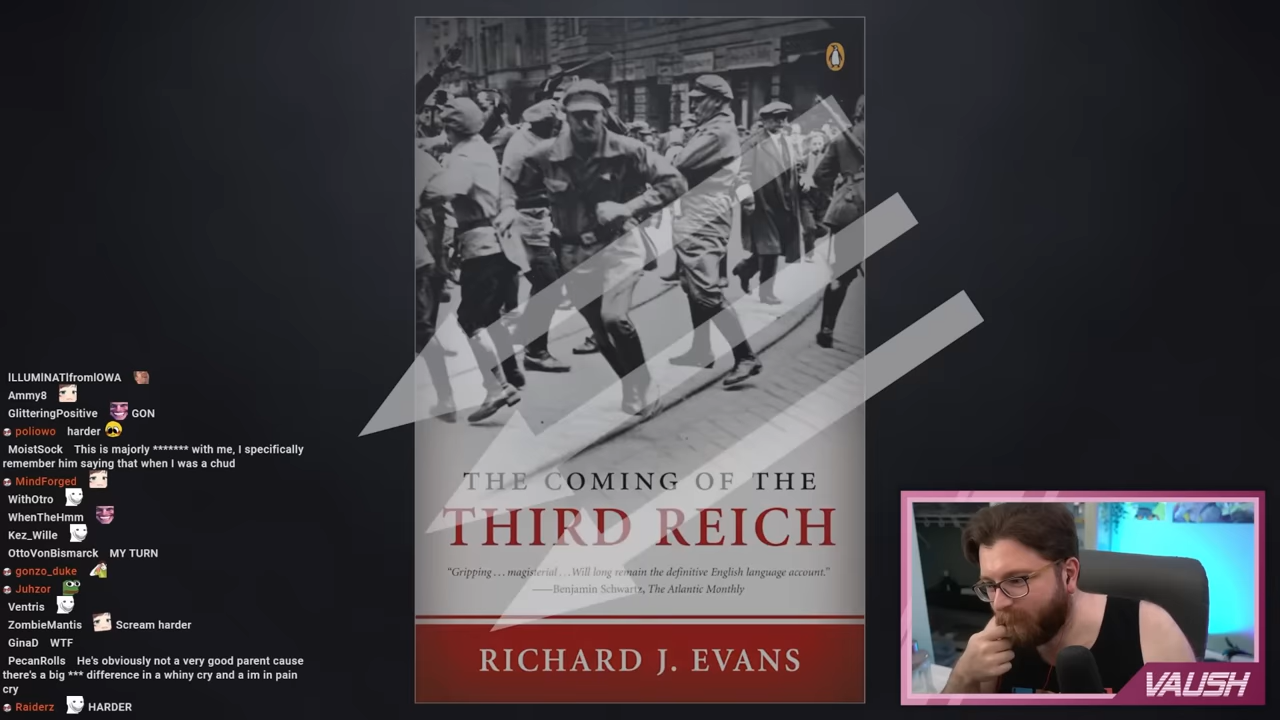 THE COMING OF THE
THIRD REICH
"Gripping . . . magisterial . . . Will long remain the definitive English language account."
——Benjamin Schwartz, The Atlantic Monthly
RICHARD J. EVANS
ILLUMINATIfromIOWA
Ammy8
GlitteringPositive GON
poliowo harder
MoistSock This is majorly ******* with me, I specifically
remember him saying that when I was a chud
MindForged
WithOtro
WhenTheHmm
Kez_Wille
OttoVonBismarck MY TURN
gonzo_duke
Juhzor
Ventris
ZombieMantis Scream harder
GinaD WTF
PecanRolls He's obviously not a very good parent cause
there's a big *** difference in a whiny cry and a im in pain
cry
Raiderz HARDER
VAUSH